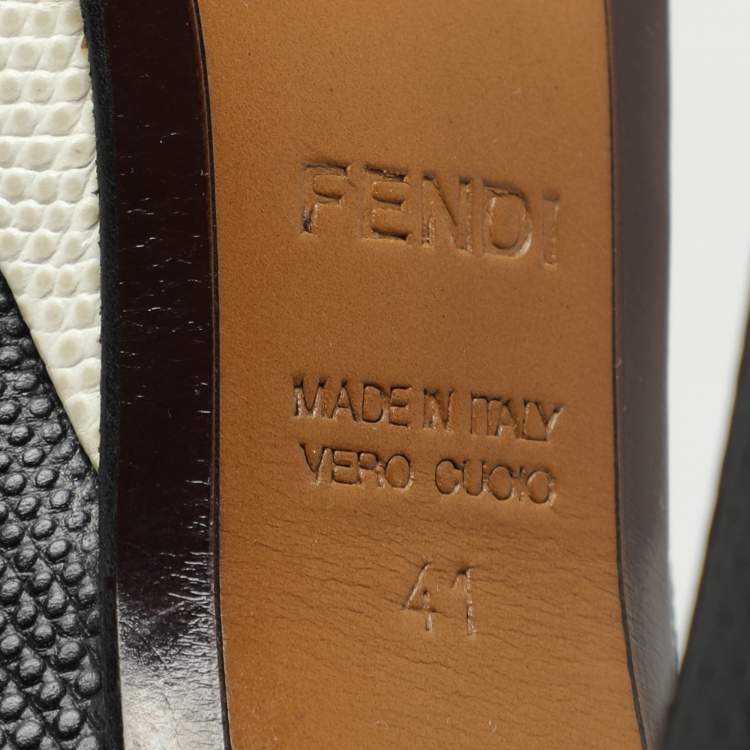 FENDI
MADE IN ITALY
VERO CUOIO
41